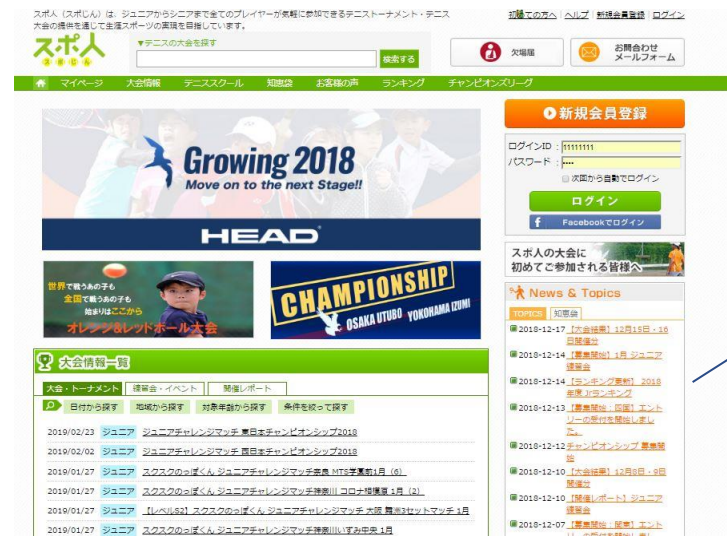 スポ人（スポじん）は、ジュニアからシニアまで全てのプレイヤーが気軽に参加できるテニストーナメント・テニス
大会の提供を通して生涯スポーツの実現を目指しています。
初めての方へ ヘルプ 新規会員登録 ログイン
スポ人
スポじん
▼テニスの大会を探す
検索する
欠場届
お問合わせ
メールフォーム
マイページ 大会情報 テニススクール 知恵袋 お客様の声 ランキング チャンピオンズリーグ
Growing 2018
Move on to the next Stage!!
HEAD
世界で戦うあの子も
全国で戦うあの子も
始まりはここから
オレンジ&レッドボール大会
CHAMPIONSHIP
OSAKA UTUBO YOKOHAMA IZUMI
大会情報一覧
大会・トーナメント 練習会・イベント 開催レポート
日付から探す 地域から探す 対象年齢から探す 条件を絞って探す
2019/02/23 ジュニア ジュニアチャレンジマッチ 東日本チャンピオンシップ2018
2019/02/02 ジュニア ジュニアチャレンジマッチ 西日本チャンピオンシップ2018
2019/01/27 ジュニア スクスクのっぽくん ジュニアチャレンジマッチ奈良 MTS学園前1月（6）
2019/01/27 ジュニア スクスクのっぽくん ジュニアチャレンジマッチ神奈川 コロナ相模原 1月（2）
2019/01/27 ジュニア 【レベルS2】スクスクのっぽくん ジュニアチャレンジマッチ 大阪 舞洲3セットマッチ 1月
2019/01/27 ジュニア スクスクのっぽくん ジュニアチャレンジマッチ神奈川いずみ中央 1月
新規会員登録
ログインID : 11111111
パスワード : ••••
次回から自動でログイン
ログイン
f Facebookでログイン
スポ人の大会に
初めてご参加される皆様へ
News & Topics
TOPICS 知恵袋
2018-12-17 【大会結果】12月15日・16
日開催分
2018-12-14 【募集開始】1月 ジュニア
練習会
2018-12-14 【ランキング更新】 2018
年度 Jrランキング
2018-12-13 【募集開始：四国】エント
リーの受付を開始しまし
た。
2018-12-12 チャンピオンシップ 募集開
始
2018-12-10 【大会結果】12月8日・9日
開催分
2018-12-10 【開催レポート】ジュニア
練習会
2018-12-07 【募集開始：関東】エント
リーの受付を開始しまし